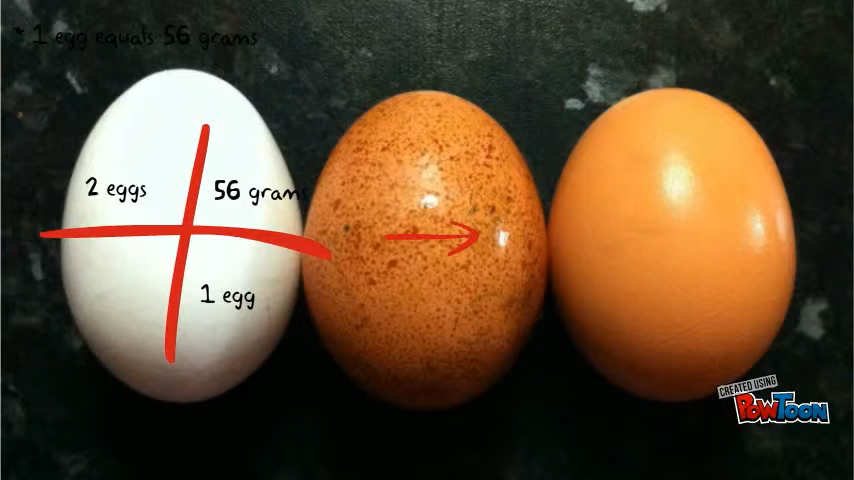 * 1 egg equals 56 grams
2 eggs
56 grams
1 egg
CREATED USING
POWTOON